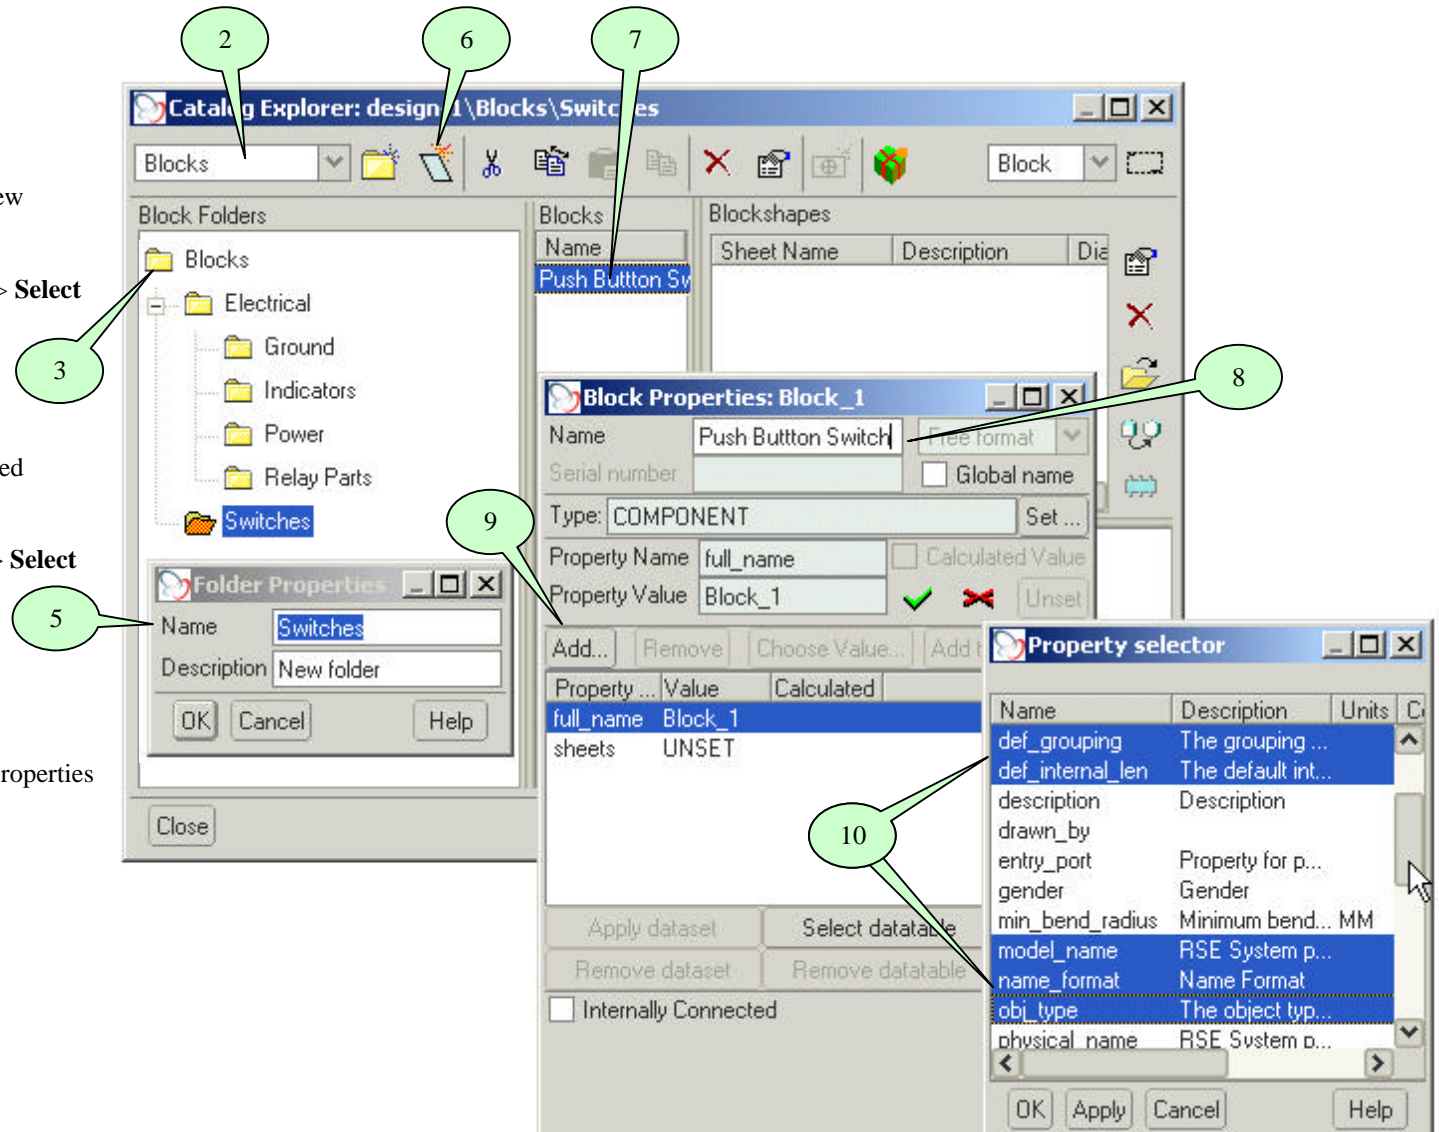 2
6
7
Catalog Explorer: design_1\Blocks\Switches
Blocks
Block
ew
Block Folders
Blocks
Blockshapes
Name
Sheet Name
Description
Dia
Blocks
Push Buttton Sw
> Select
Electrical
Ground
3
8
Indicators
Block Properties: Block_1
Power
Name
Push Buttton Switch
Free format
ed
Relay Parts
Serial number
Global name
Switches
9
Type:
COMPONENT
Set ...
> Select
Property Name
full_name
Calculated Value
Folder Properties
Property Value
Block_1
Unset
5
Name
Switches
Description
New folder
Add...
Remove
Choose Value...
Add t
Property selector
Property ...
Value
Calculated
OK
Cancel
Help
full_name
Block_1
sheets
UNSET
Name
Description
Units
def_grouping
The grouping ...
def_internal_len
The default int...
roperties
description
Description
Close
10
drawn_by
entry_port
Property for p...
gender
Gender
min_bend_radius
Minimum bend...
MM
Apply dataset
Select datatable
model_name
RSE System p...
Remove dataset
Remove datatable
name_format
Name Format
Internally Connected
obj_type
The object typ...
physical_name
RSE System p...
OK
Apply
Cancel
Help